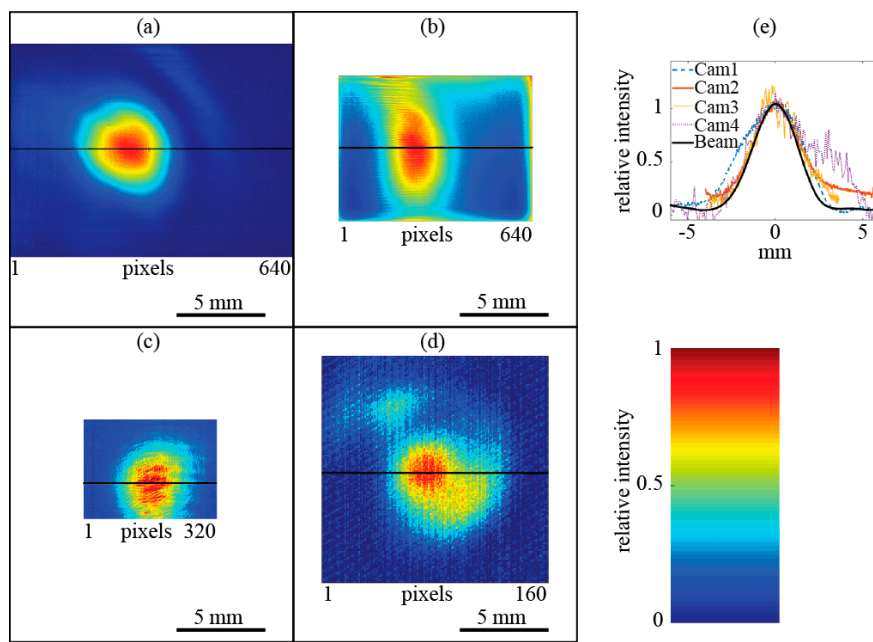 (a)
1 pixels 640
5 mm
(b)
1 pixels 640
5 mm
(c)
1 pixels 320
5 mm
(d)
1 pixels 160
5 mm
(e)
relative intensity
1
0.5
0
Cam1
Cam2
Cam3
Cam4
Beam
-5 0 5
mm
relative intensity
1
0.5
0